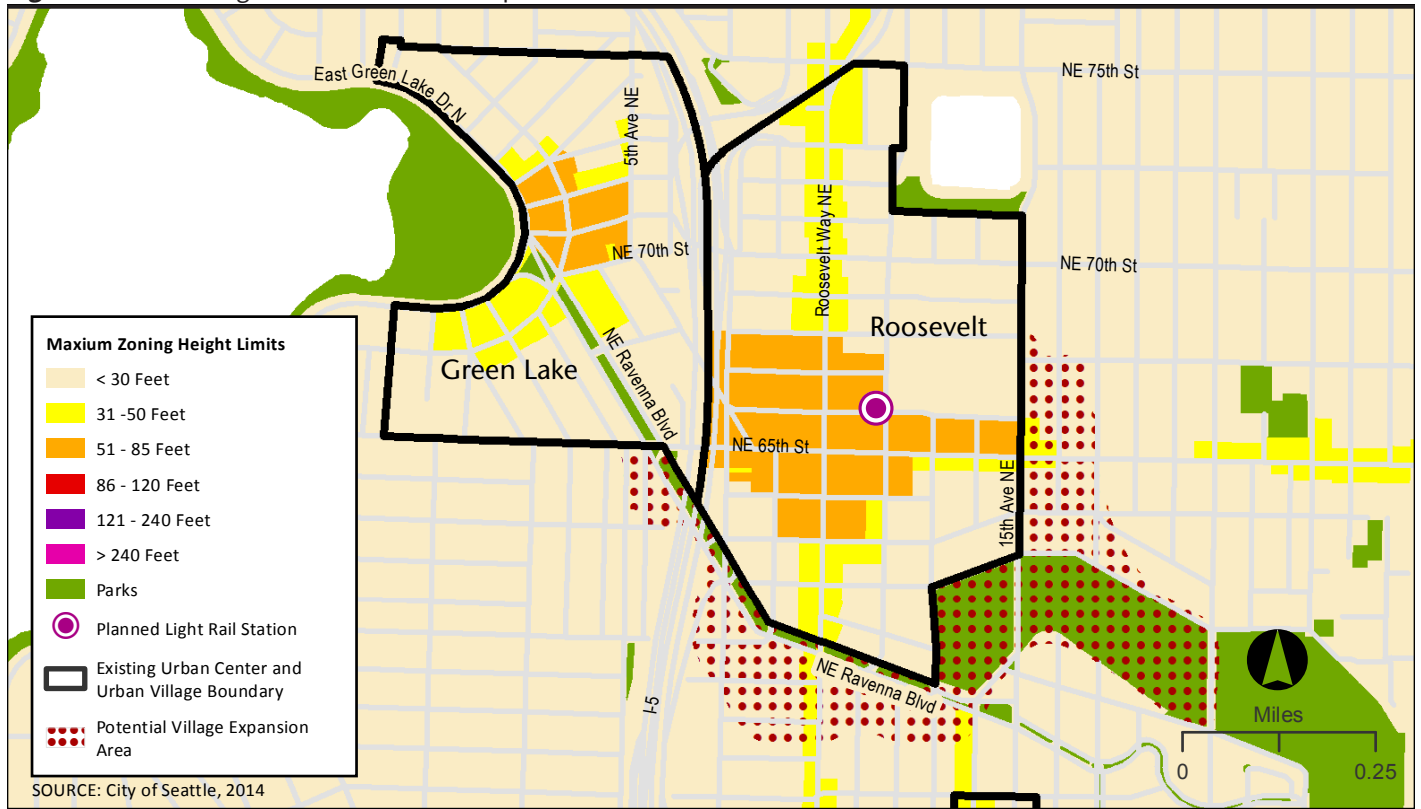 East Green Lake Dr N
5th Ave NE
NE 75th St
Roosevelt Way NE
NE 70th St
NE 70th St
Roosevelt
Green Lake
NE Ravenna Blvd
NE 65th St
15th Ave NE
NE Ravenna Blvd
I-5
Maxium Zoning Height Limits
< 30 Feet
31 -50 Feet
51 - 85 Feet
86 - 120 Feet
121 - 240 Feet
> 240 Feet
Parks
Planned Light Rail Station
Existing Urban Center and
Urban Village Boundary
Potential Village Expansion
Area
Miles
0
0.25
SOURCE: City of Seattle, 2014